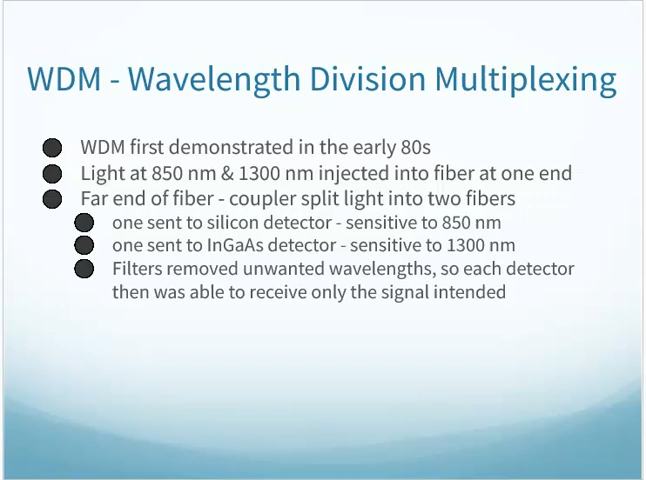 WDM - Wavelength Division Multiplexing
WDM first demonstrated in the early 80s
Light at 850 nm & 1300 nm injected into fiber at one end
Far end of fiber - coupler split light into two fibers
one sent to silicon detector - sensitive to 850 nm
one sent to InGaAs detector - sensitive to 1300 nm
Filters removed unwanted wavelengths, so each detector
then was able to receive only the signal intended